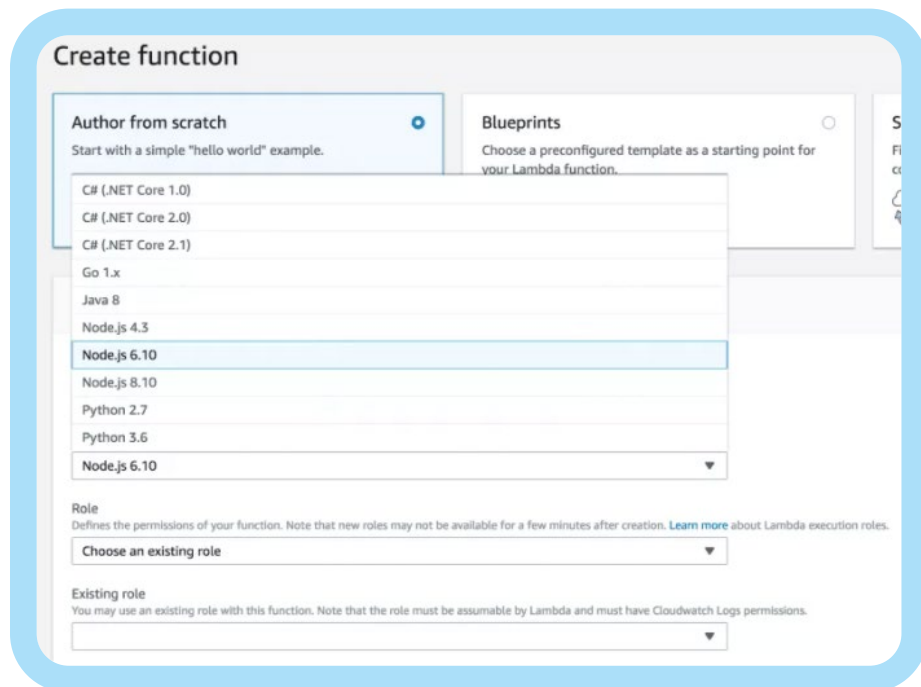 Create function
Author from scratch
Start with a simple "hello world" example.
Blueprints
Choose a preconfigured template as a starting point for
your Lambda function.
C# (.NET Core 1.0)
C# (.NET Core 2.0)
C# (.NET Core 2.1)
Go 1.x
Java 8
Node.js 4.3
Node.js 6.10
Node.js 8.10
Python 2.7
Python 3.6
Node.js 6.10
Role
Defines the permissions of your function. Note that new roles may not be available for a few minutes after creation. Learn more about Lambda execution roles.
Choose an existing role
Existing role
You may use an existing role with this function. Note that the role must be assumable by Lambda and must have Cloudwatch Logs permissions.